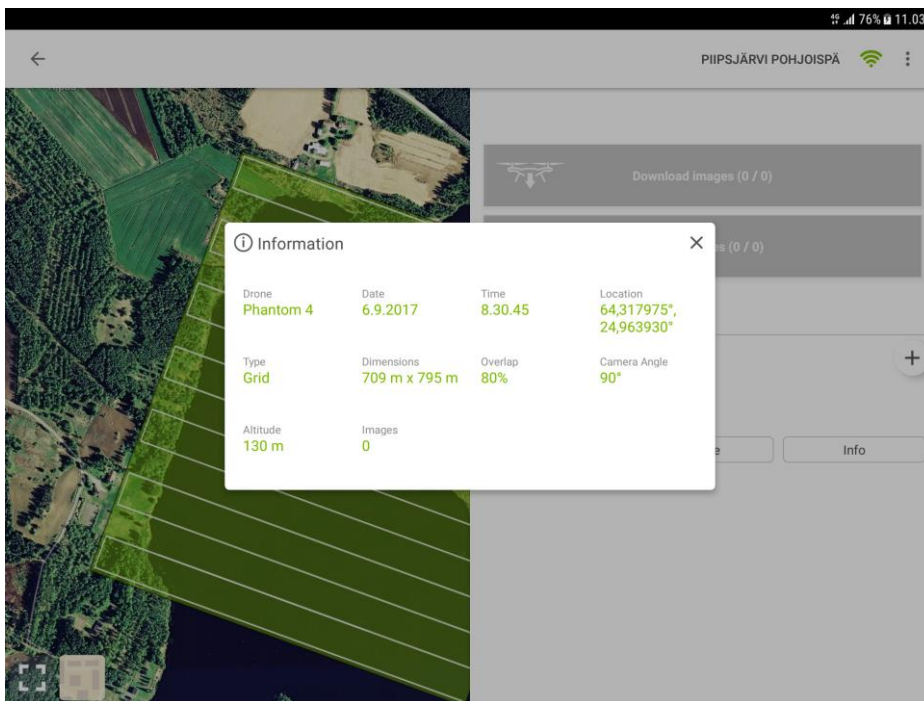 4G 76% 11.03
PIIPSJÄRVI POHJOISPÄ
Download images (0 / 0)
es (0 / 0)
Information
Drone
Phantom 4
Date
6.9.2017
Time
8.30.45
Location
64,317975°,
24,963930°
Type
Grid
Dimensions
709 m x 795 m
Overlap
80%
Camera Angle
90°
Altitude
130 m
Images
0
e
Info